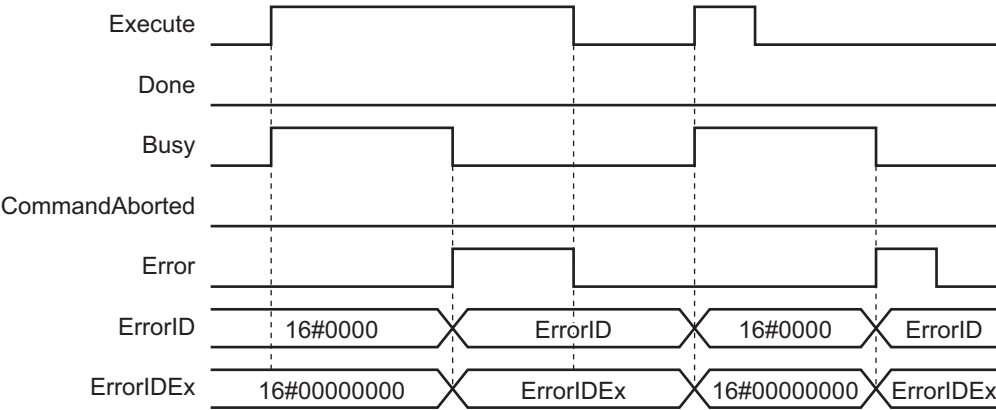 Execute
Done
Busy
CommandAborted
Error
ErrorID 16#0000 ErrorID 16#0000 ErrorID
ErrorIDEx 16#00000000 ErrorIDEx 16#00000000 ErrorIDEx